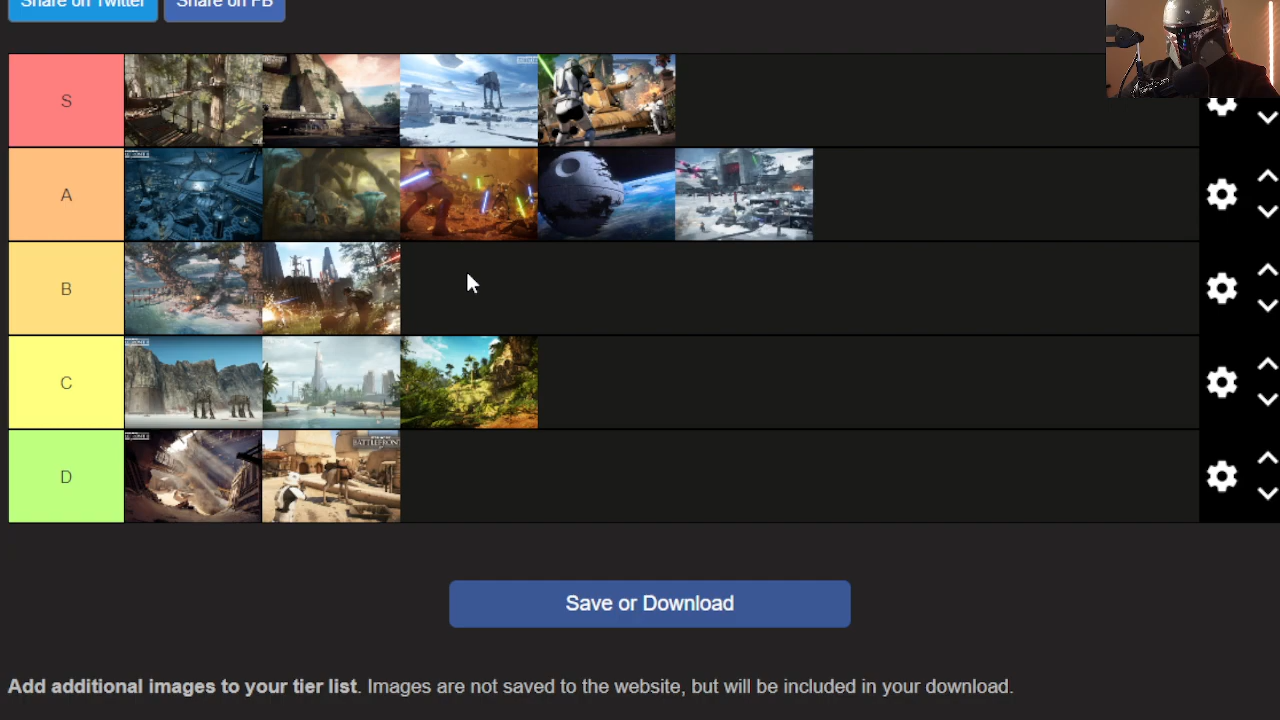 Share on Twitter
Share on FB
S
A
B
C
D
BATTLEFRONT
Save or Download
Add additional images to your tier list. Images are not saved to the website, but will be included in your download.